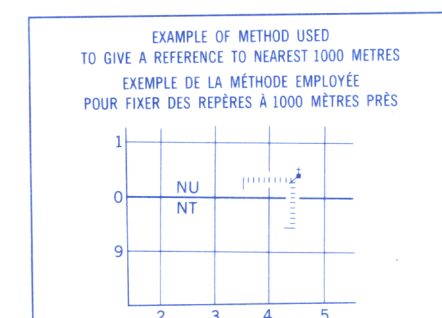 EXAMPLE OF METHOD USED
TO GIVE A REFERENCE TO NEAREST 1000 METRES
EXEMPLE DE LA MÉTHODE EMPLOYÉE
POUR FIXER DES REPÈRES À 1000 MÈTRES PRÈS
1
NU
0
NT
9
2 3 4 5